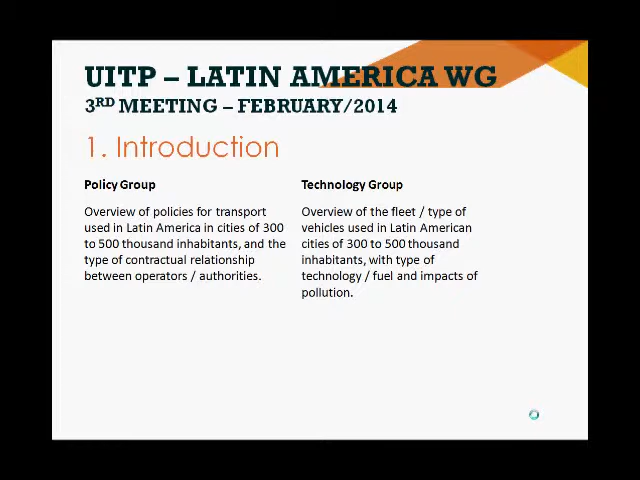 UITP – LATIN AMERICA WG
3RD MEETING – FEBRUARY/2014
1. Introduction
Policy Group
Overview of policies for transport
used in Latin America in cities of 300
to 500 thousand inhabitants, and the
type of contractual relationship
between operators / authorities.
Technology Group
Overview of the fleet / type of
vehicles used in Latin American
cities of 300 to 500 thousand
inhabitants, with type of
technology / fuel and impacts of
pollution.